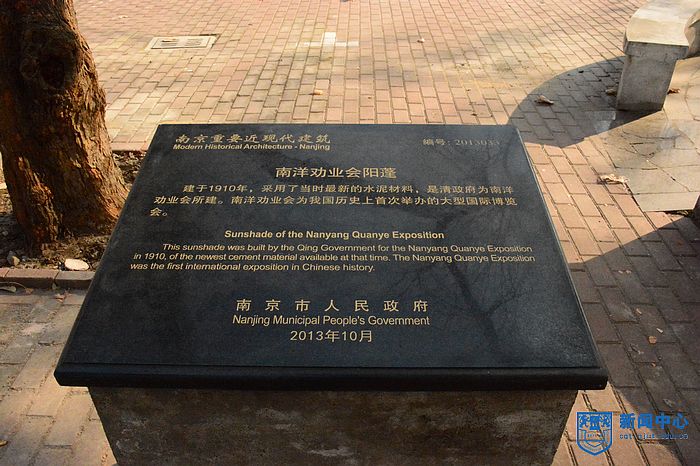 南京重要近现代建筑
Modern Historical Architecture - Nanjing
编号: 2013033
南洋劝业会阳蓬
建于1910年，采用了当时最新的水泥材料，是清政府为南洋
劝业会所建。南洋劝业会为我国历史上首次举办的大型国际博览
会。
Sunshade of the Nanyang Quanye Exposition
This sunshade was built by the Qing Government for the Nanyang Quanye Exposition
in 1910, of the newest cement material available at that time. The Nanyang Quanye Exposition
was the first international exposition in Chinese history.
南京市人民政府
Nanjing Municipal People's Government
2013年10月
新闻中心